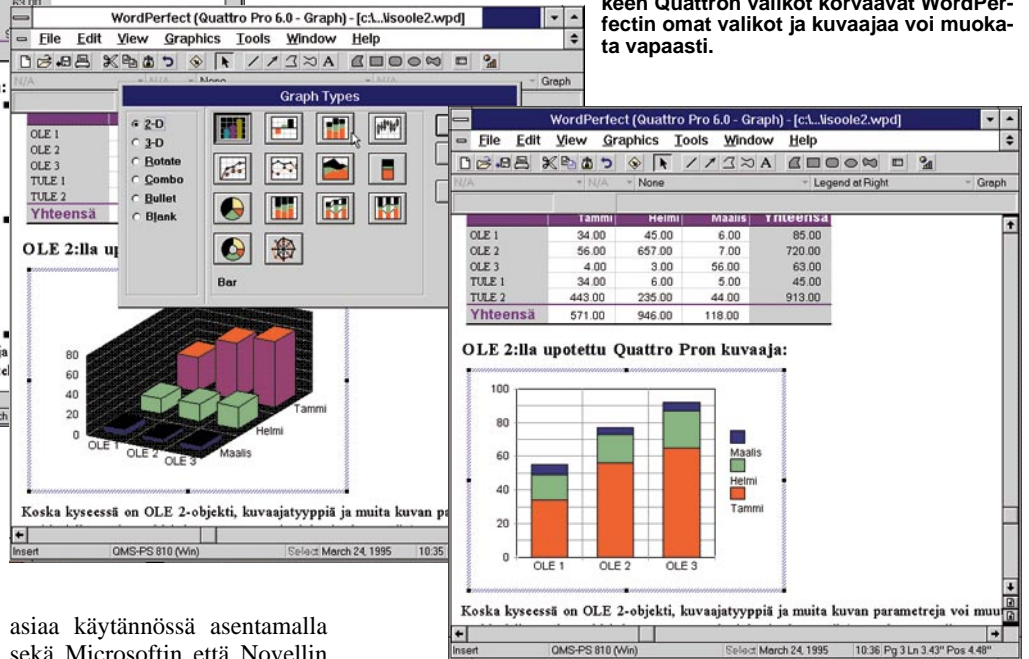 keen Quattron valikot korvaavat WordPer-
fectin omat valikot ja kuvaajaa voi muoka-
ta vapaasti.
WordPerfect (Quattro Pro 6.0 - Graph) - [c:\...\lisoole2.wpd]
File Edit View Graphics Tools Window Help
N/A None Graph
Graph Types
2-D
3-D
Rotate
Combo
Bullet
Blank
Bar
OLE 1
OLE 2
OLE 3
TULE 1
TULE 2
Yhteensä
OLE 2:lla
80
60
40
20
0
OLE 1 OLE 2 OLE 3
Maalis
Helmi
Tammi
Koska kyseessä on OLE 2-objekti, kuvaajatyyppiä ja muita kuvan
Insert QMS-PS 810 (Win) Select March 24, 1995 10:35
WordPerfect (Quattro Pro 6.0 - Graph) - [c:\...\lisoole2.wpd]
File Edit View Graphics Tools Window Help
N/A N/A None Legend at Right Graph
Tammi Helmi Maalis Yhteensä
OLE 1 34.00 45.00 6.00 85.00
OLE 2 56.00 657.00 7.00 720.00
OLE 3 4.00 3.00 56.00 63.00
TULE 1 34.00 6.00 5.00 45.00
TULE 2 443.00 235.00 44.00 913.00
Yhteensä 571.00 946.00 118.00
OLE 2:lla upotettu Quattro Pron kuvaaja:
100
80
60
40
20
0
OLE 1 OLE 2 OLE 3
Maalis
Helmi
Tammi
Koska kyseessä on OLE 2-objekti, kuvaajatyyppiä ja muita kuvan parametreja voi
Insert QMS-PS 810 (Win) Select March 24, 1995 10:36 Pg 3 Ln 3.43" Pos 4.48"
asiaa käytännössä asentamalla
sekä Microsoftin että Novellin